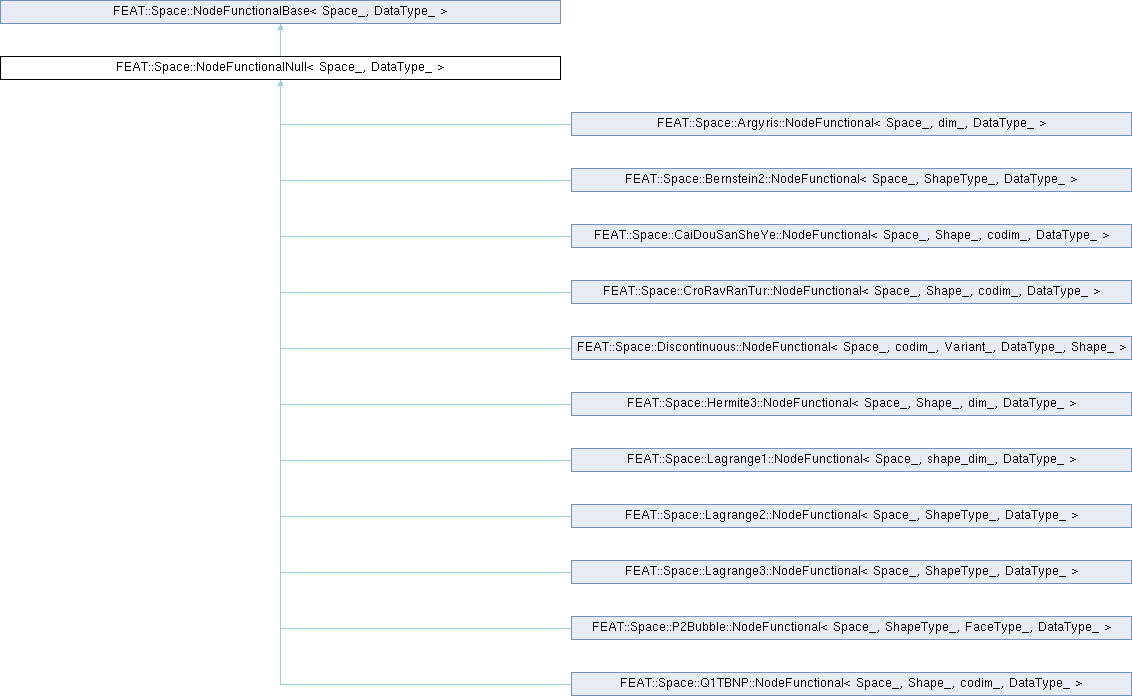 FEAT::Space::NodeFunctionalBase< Space_, DataType_ >
FEAT::Space::NodeFunctionalNull< Space_, DataType_ >
FEAT::Space::Argyris::NodeFunctional< Space_, dim_, DataType_ >
FEAT::Space::Bernstein2::NodeFunctional< Space_, ShapeType_, DataType_ >
FEAT::Space::CaiDouSanSheYe::NodeFunctional< Space_, Shape_, codim_, DataType_ >
FEAT::Space::CroRavRanTur::NodeFunctional< Space_, Shape_, codim_, DataType_ >
FEAT::Space::Discontinuous::NodeFunctional< Space_, codim_, Variant_, DataType_, Shape_ >
FEAT::Space::Hermite3::NodeFunctional< Space_, Shape_, dim_, DataType_ >
FEAT::Space::Lagrange1::NodeFunctional< Space_, shape_dim_, DataType_ >
FEAT::Space::Lagrange2::NodeFunctional< Space_, ShapeType_, DataType_ >
FEAT::Space::Lagrange3::NodeFunctional< Space_, ShapeType_, DataType_ >
FEAT::Space::P2Bubble::NodeFunctional< Space_, ShapeType_, FaceType_, DataType_ >
FEAT::Space::Q1TBNP::NodeFunctional< Space_, Shape_, codim_, DataType_ >